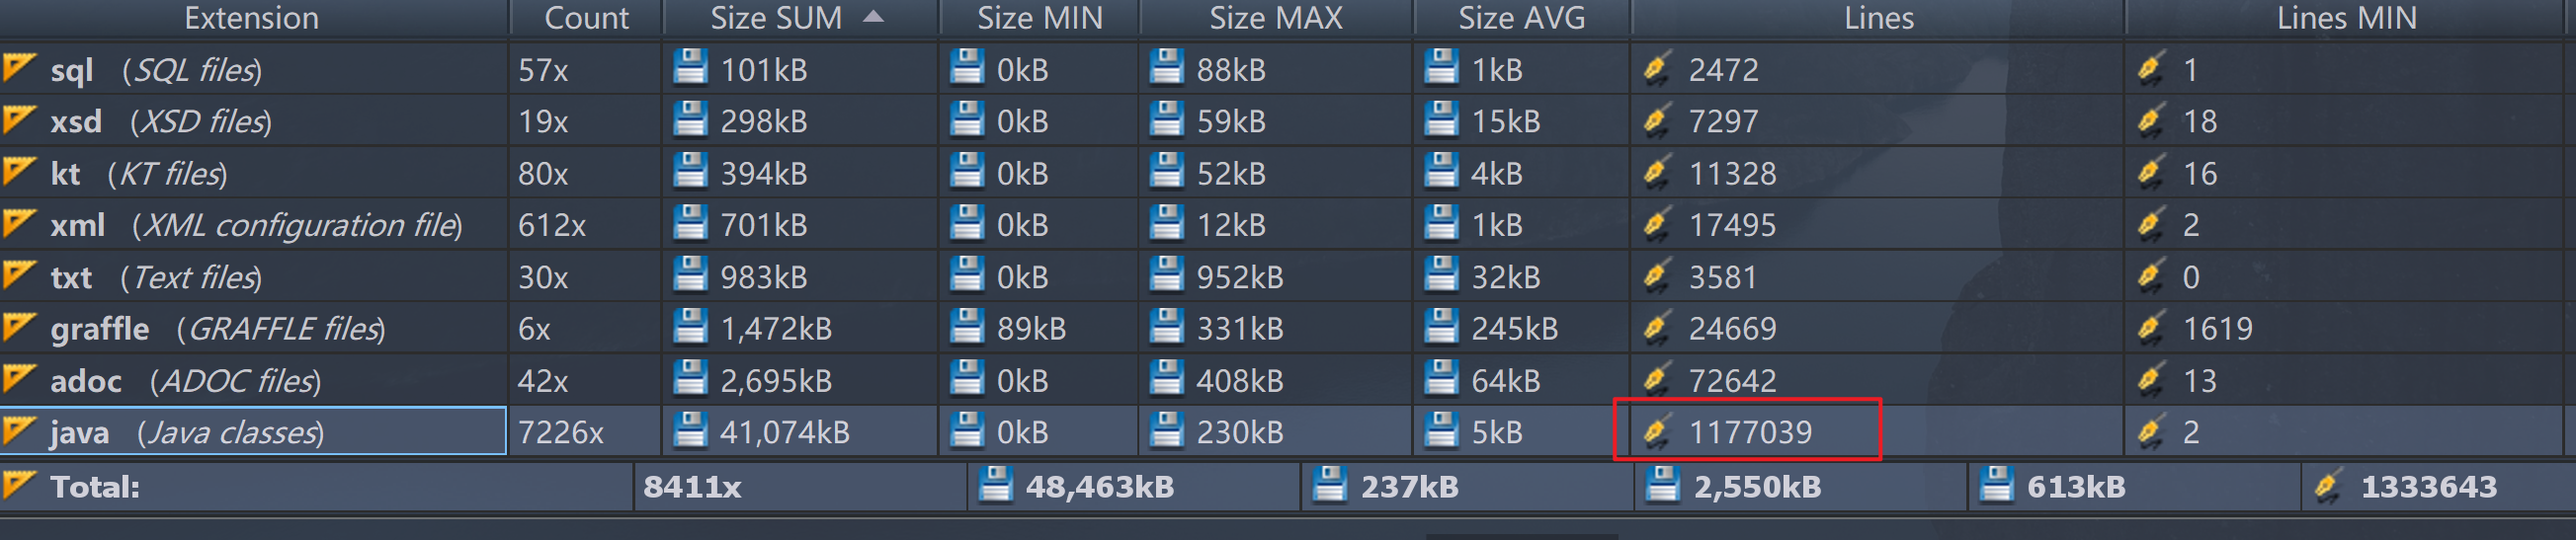 Extension Count Size SUM Size MIN Size MAX Size AVG Lines Lines MIN
sql (SQL files) 57x 101kB 0kB 88kB 1kB 2472 1
xsd (XSD files) 19x 298kB 0kB 59kB 15kB 7297 18
kt (KT files) 80x 394kB 0kB 52kB 4kB 11328 16
xml (XML configuration file) 612x 701kB 0kB 12kB 1kB 17495 2
txt (Text files) 30x 983kB 0kB 952kB 32kB 3581 0
graffle (GRAFFLE files) 6x 1,472kB 89kB 331kB 245kB 24669 1619
adoc (ADOC files) 42x 2,695kB 0kB 408kB 64kB 72642 13
java (Java classes) 7226x 41,074kB 0kB 230kB 5kB 1177039 2
Total: 8411x 48,463kB 237kB 2,550kB 613kB 1333643